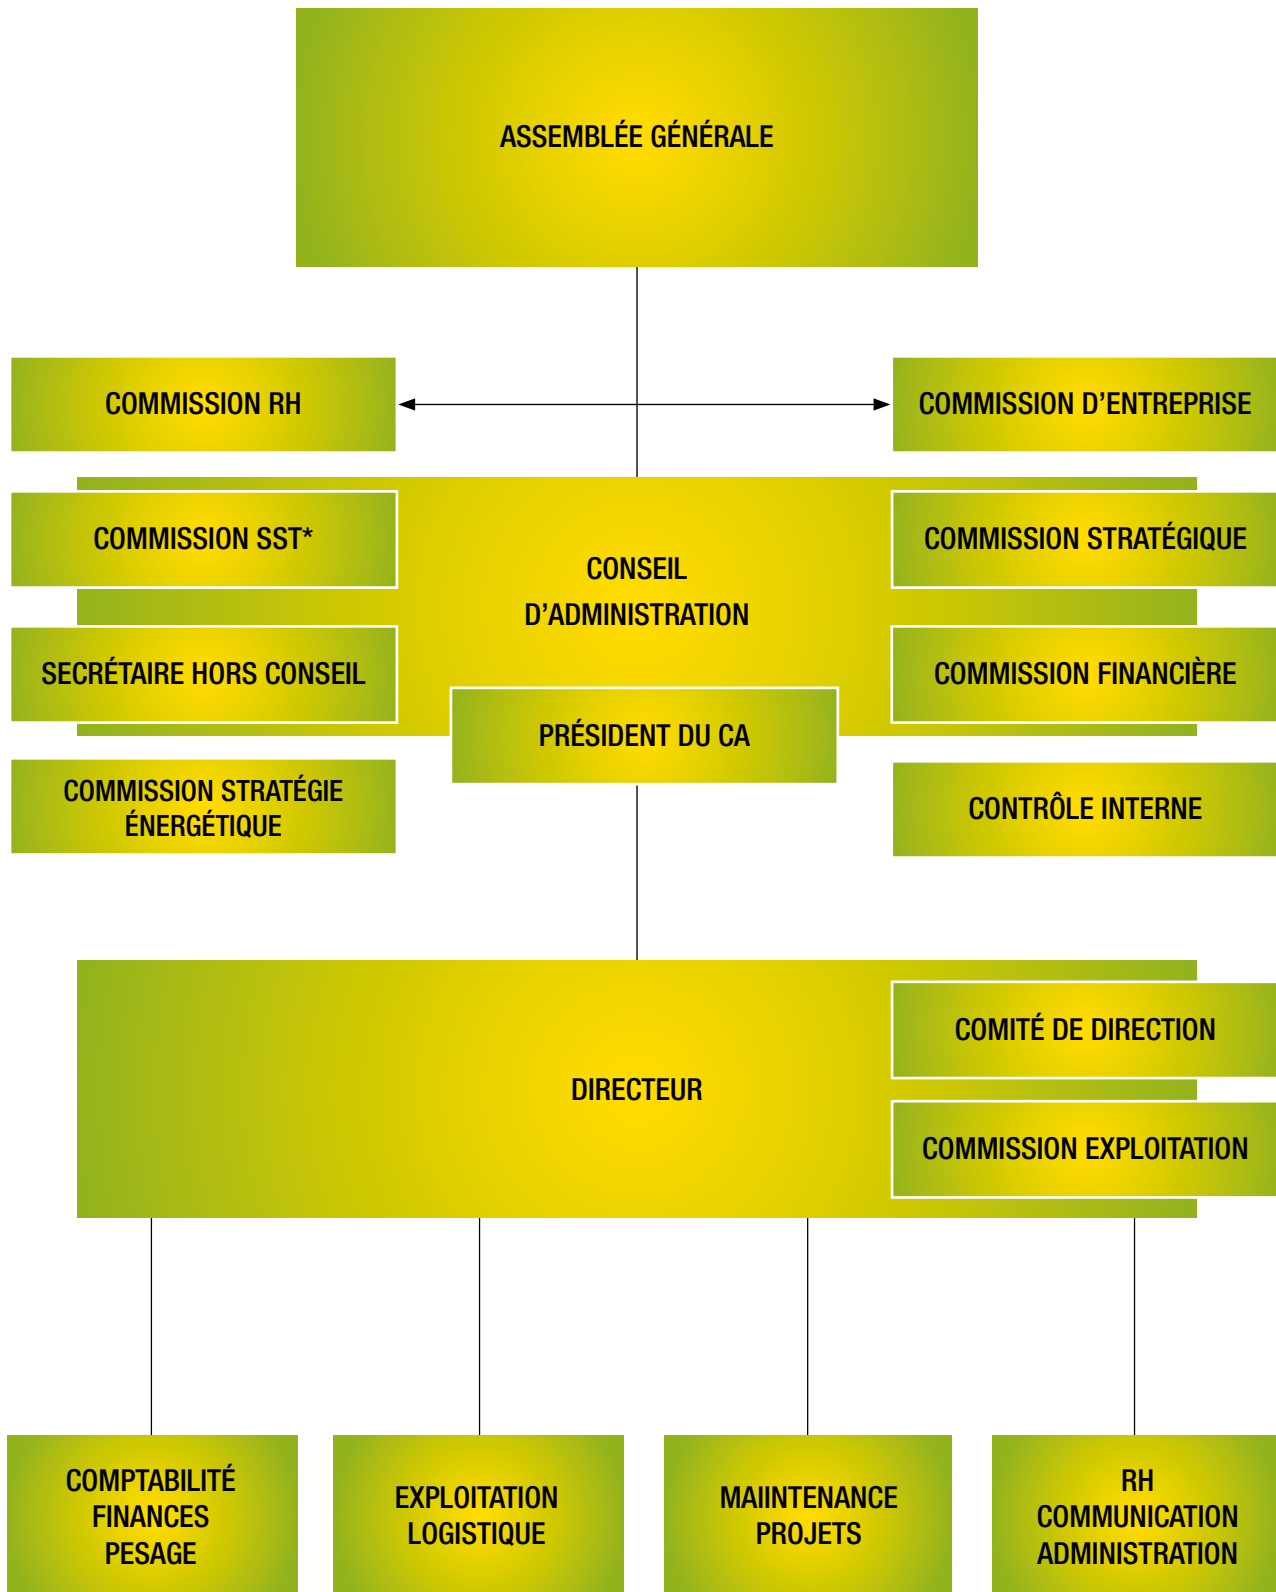 ASSEMBLÉE GÉNÉRALE
COMMISSION RH
COMMISSION D’ENTREPRISE
COMMISSION SST*
COMMISSION STRATÉGIQUE
CONSEIL
D’ADMINISTRATION
SECRÉTAIRE HORS CONSEIL
COMMISSION FINANCIÈRE
PRÉSIDENT DU CA
COMMISSION STRATÉGIE
ÉNERGÉTIQUE
CONTRÔLE INTERNE
COMITÉ DE DIRECTION
DIRECTEUR
COMMISSION EXPLOITATION
COMPTABILITÉ
FINANCES
PESAGE
EXPLOITATION
LOGISTIQUE
MAIINTENANCE
PROJETS
RH
COMMUNICATION
ADMINISTRATION